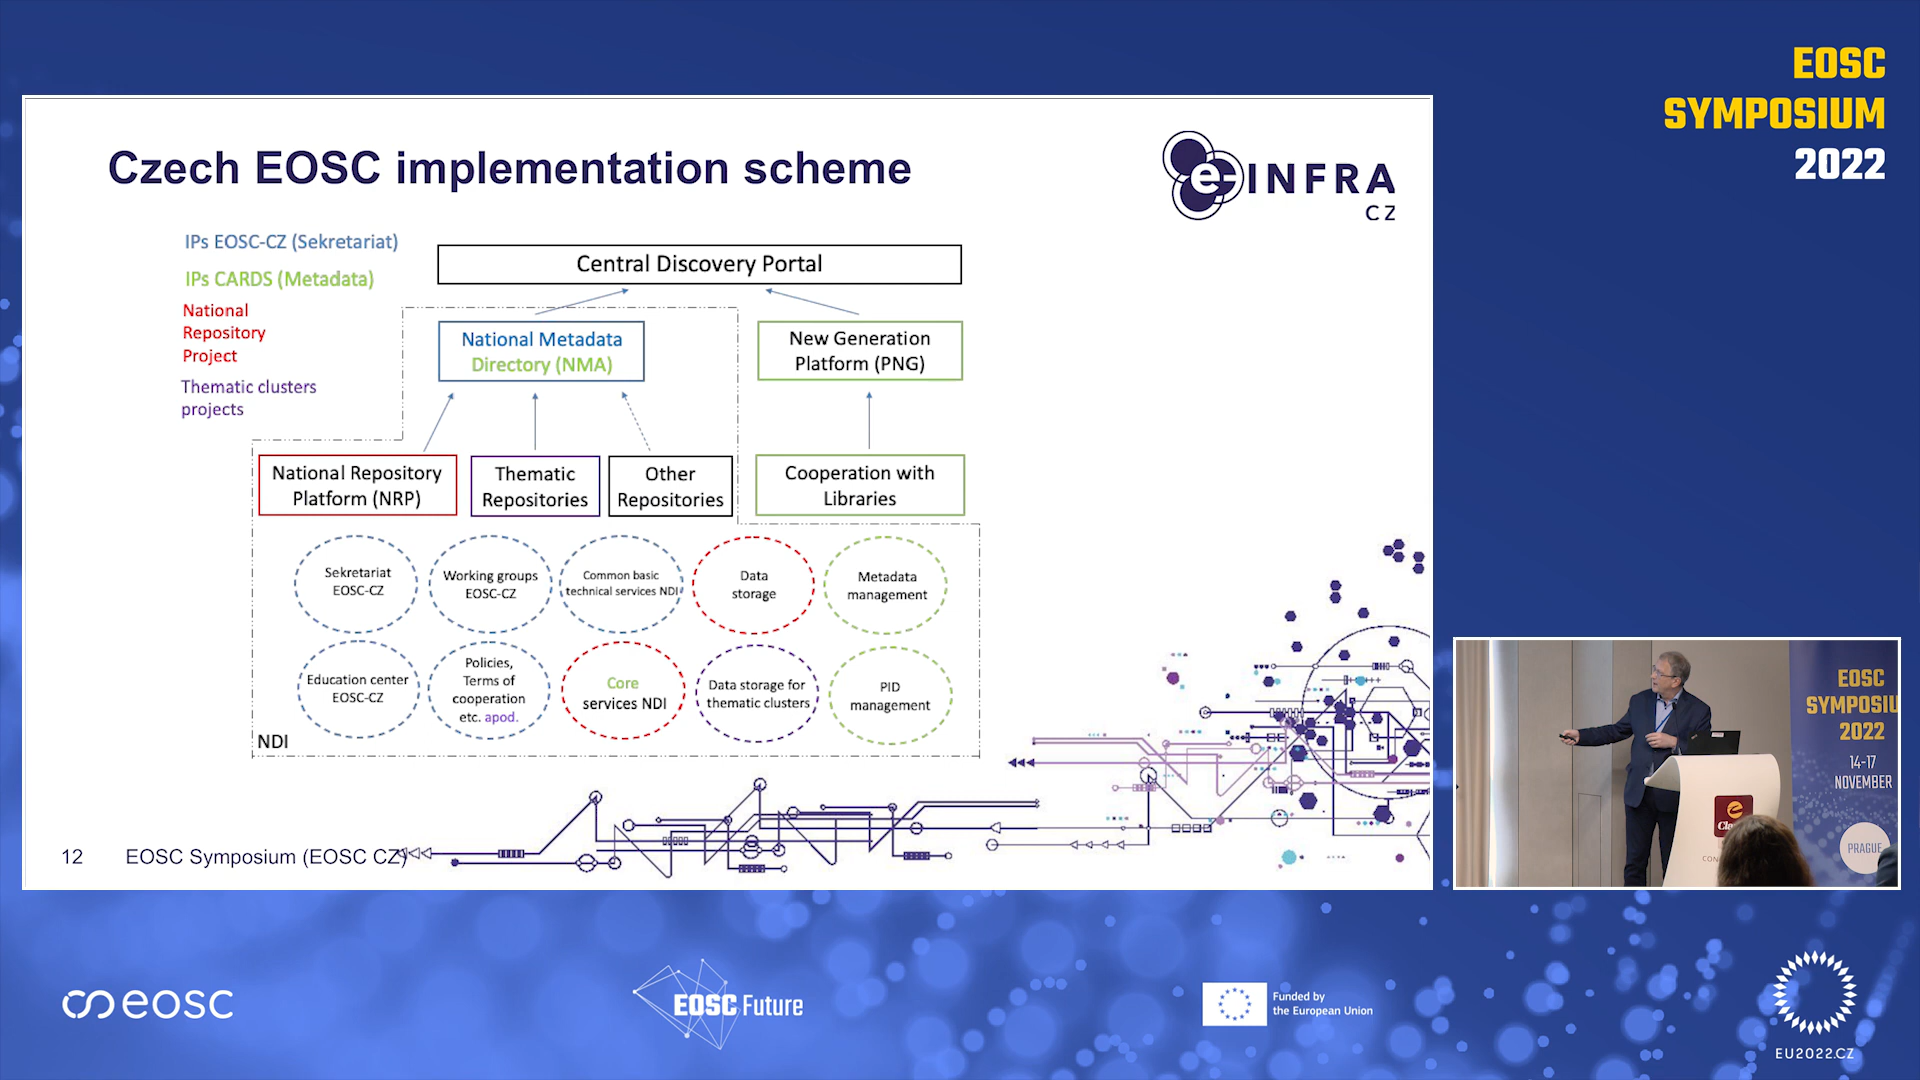 EOSC
SYMPOSIUM
2022
Czech EOSC implementation scheme
e-INFRA
CZ
IPs EOSC-CZ (Sekretariat)
IPs CARDS (Metadata)
National
Repository
Project
Thematic clusters
projects
Central Discovery Portal
National Metadata
Directory (NMA)
New Generation
Platform (PNG)
National Repository
Platform (NRP)
Thematic
Repositories
Other
Repositories
Cooperation with
Libraries
Sekretariat
EOSC-CZ
Working groups
EOSC-CZ
Common basic
technical services NDI
Data
storage
Metadata
management
Education center
EOSC-CZ
Policies,
Terms of
cooperation
etc. apod.
Core
services NDI
Data storage for
thematic clusters
PID
management
NDI
12
EOSC Symposium (EOSC CZ)
EOSC
SYMPOSIU
2022
14-17
NOVEMBER
PRAGUE
eosc
EOSC Future
Funded by
the European Union
EU2022.CZ